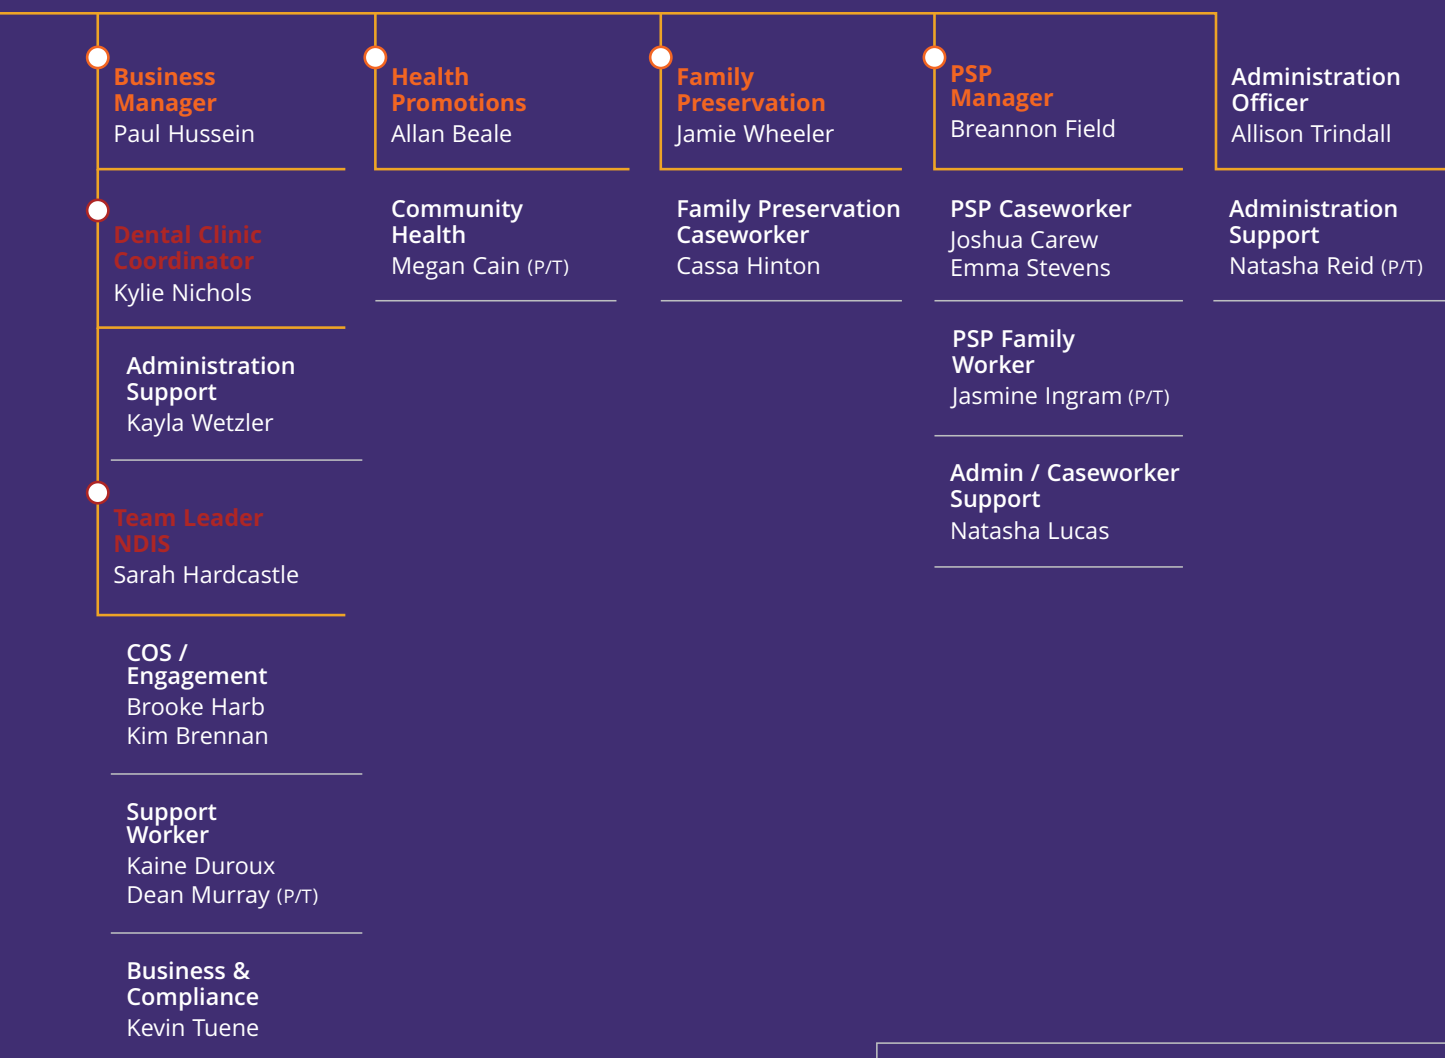 Business
Manager
Paul Hussein
Dental Clinic
Coordinator
Kylie Nichols
Administration
Support
Kayla Wetzler
Team Leader
NDIS
Sarah Hardcastle
COS /
Engagement
Brooke Harb
Kim Brennan
Support
Worker
Kaine Duroux
Dean Murray (P/T)
Business &
Compliance
Kevin Tuene
Health
Promotions
Allan Beale
Community
Health
Megan Cain (P/T)
Family
Preservation
Jamie Wheeler
Family Preservation
Caseworker
Cassa Hinton
PSP
Manager
Breannon Field
PSP Caseworker
Joshua Carew
Emma Stevens
PSP Family
Worker
Jasmine Ingram (P/T)
Admin / Caseworker
Support
Natasha Lucas
Administration
Officer
Allison Trindall
Administration
Support
Natasha Reid (P/T)